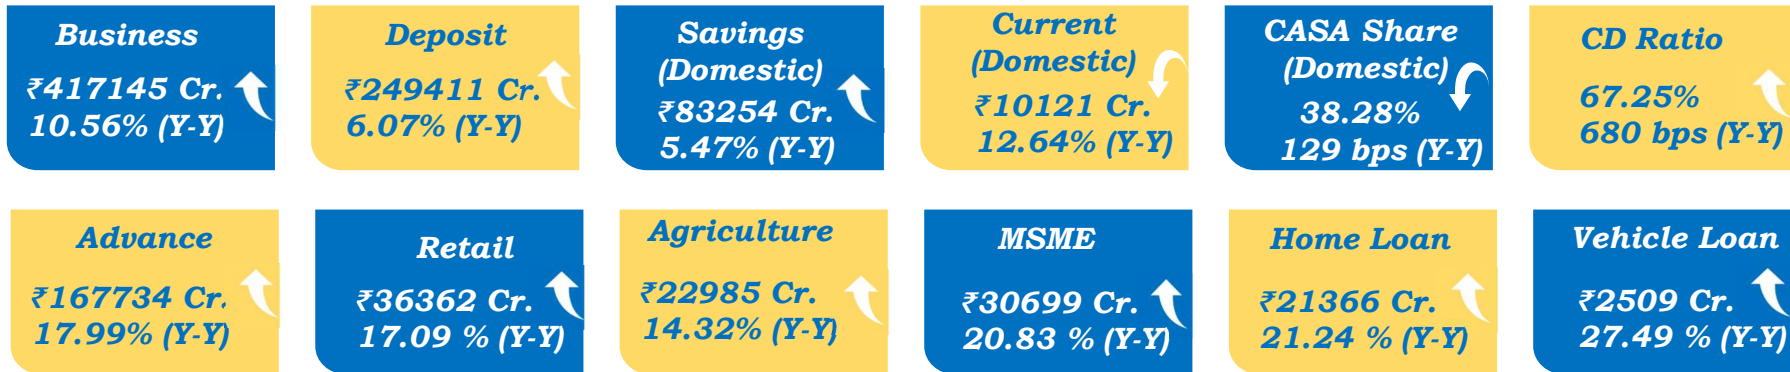 Business
₹417145 Cr.
10.56% (Y-Y)
Deposit
₹249411 Cr.
6.07% (Y-Y)
Savings
(Domestic)
₹83254 Cr.
5.47% (Y-Y)
Current
(Domestic)
₹10121 Cr.
12.64% (Y-Y)
CASA Share
(Domestic)
38.28%
129 bps (Y-Y)
CD Ratio
67.25%
680 bps (Y-Y)
Advance
₹167734 Cr.
17.99% (Y-Y)
Retail
₹36362 Cr.
17.09 % (Y-Y)
Agriculture
₹22985 Cr.
14.32% (Y-Y)
MSME
₹30699 Cr.
20.83 % (Y-Y)
Home Loan
₹21366 Cr.
21.24 % (Y-Y)
Vehicle Loan
₹2509 Cr.
27.49 % (Y-Y)